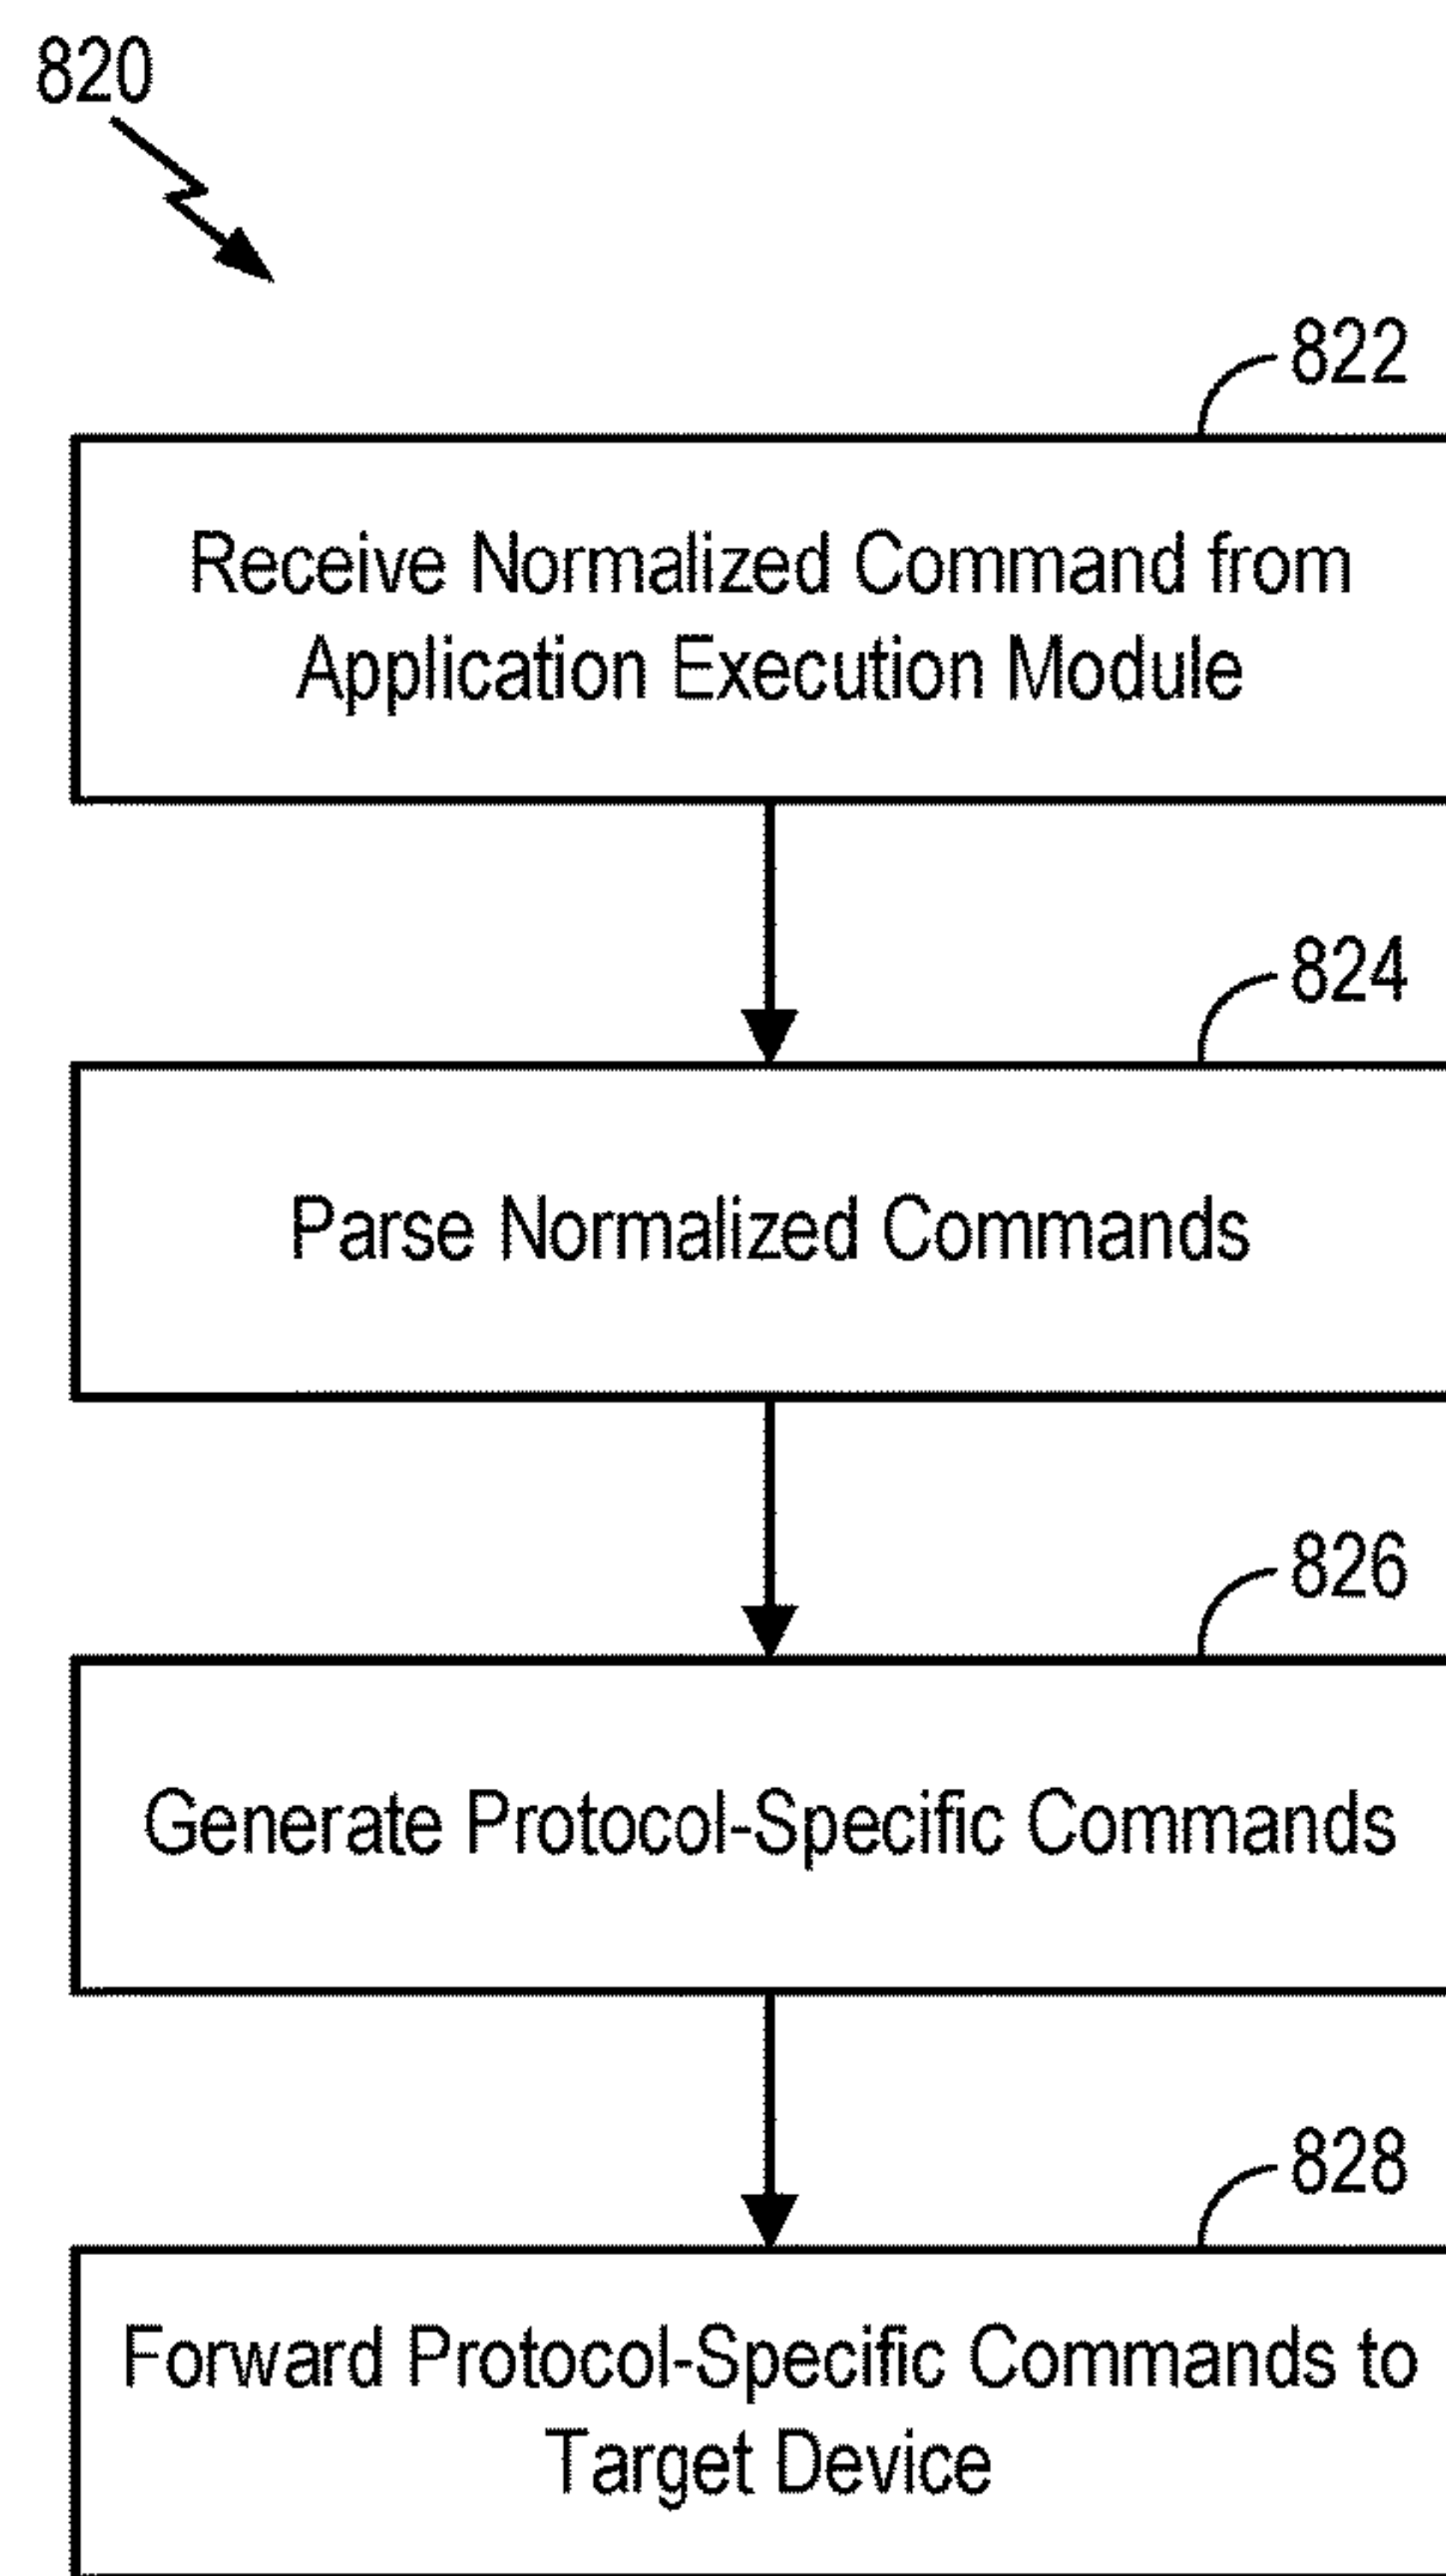 820
822
Receive Normalized Command from
Application Execution Module
824
Parse Normalized Commands
826
Generate Protocol-Specific Commands
828
Forward Protocol-Specific Commands to
Target Device